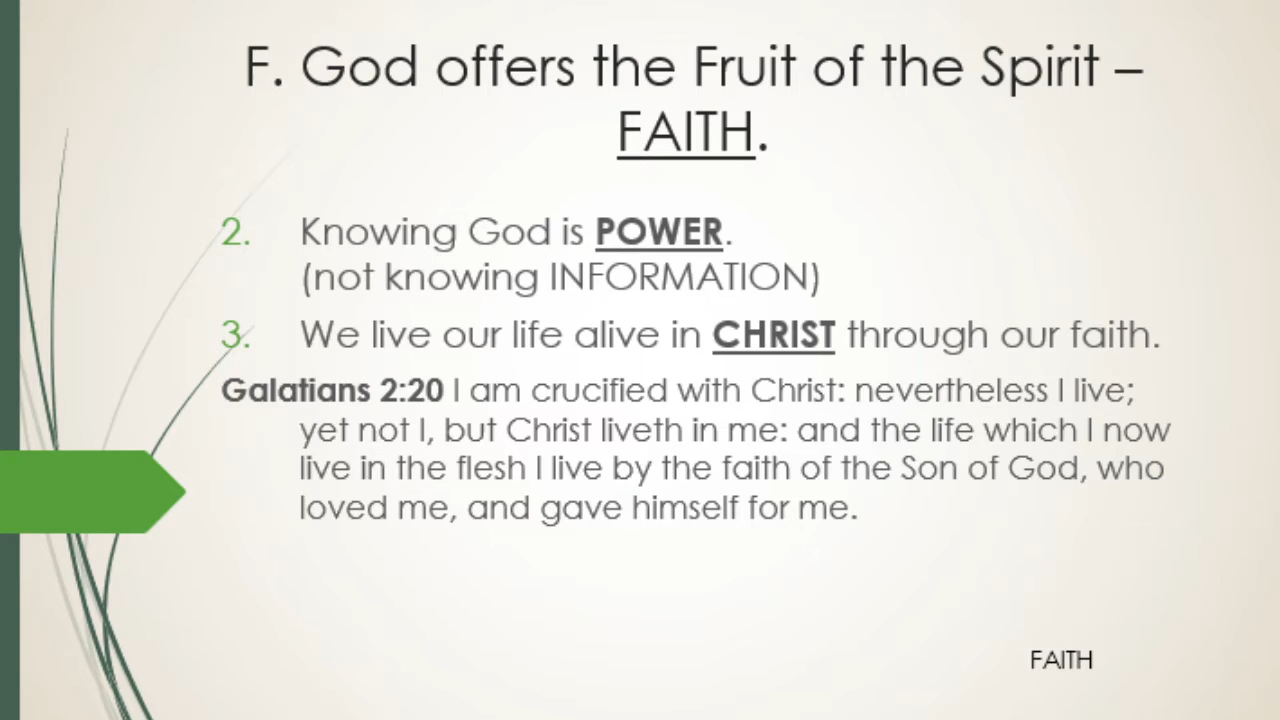 F. God offers the Fruit of the Spirit –
FAITH.
2. Knowing God is POWER.
(not knowing INFORMATION)
3. We live our life alive in CHRIST through our faith.
Galatians 2:20 I am crucified with Christ: nevertheless I live;
yet not I, but Christ liveth in me: and the life which I now
live in the flesh I live by the faith of the Son of God, who
loved me, and gave himself for me.
FAITH